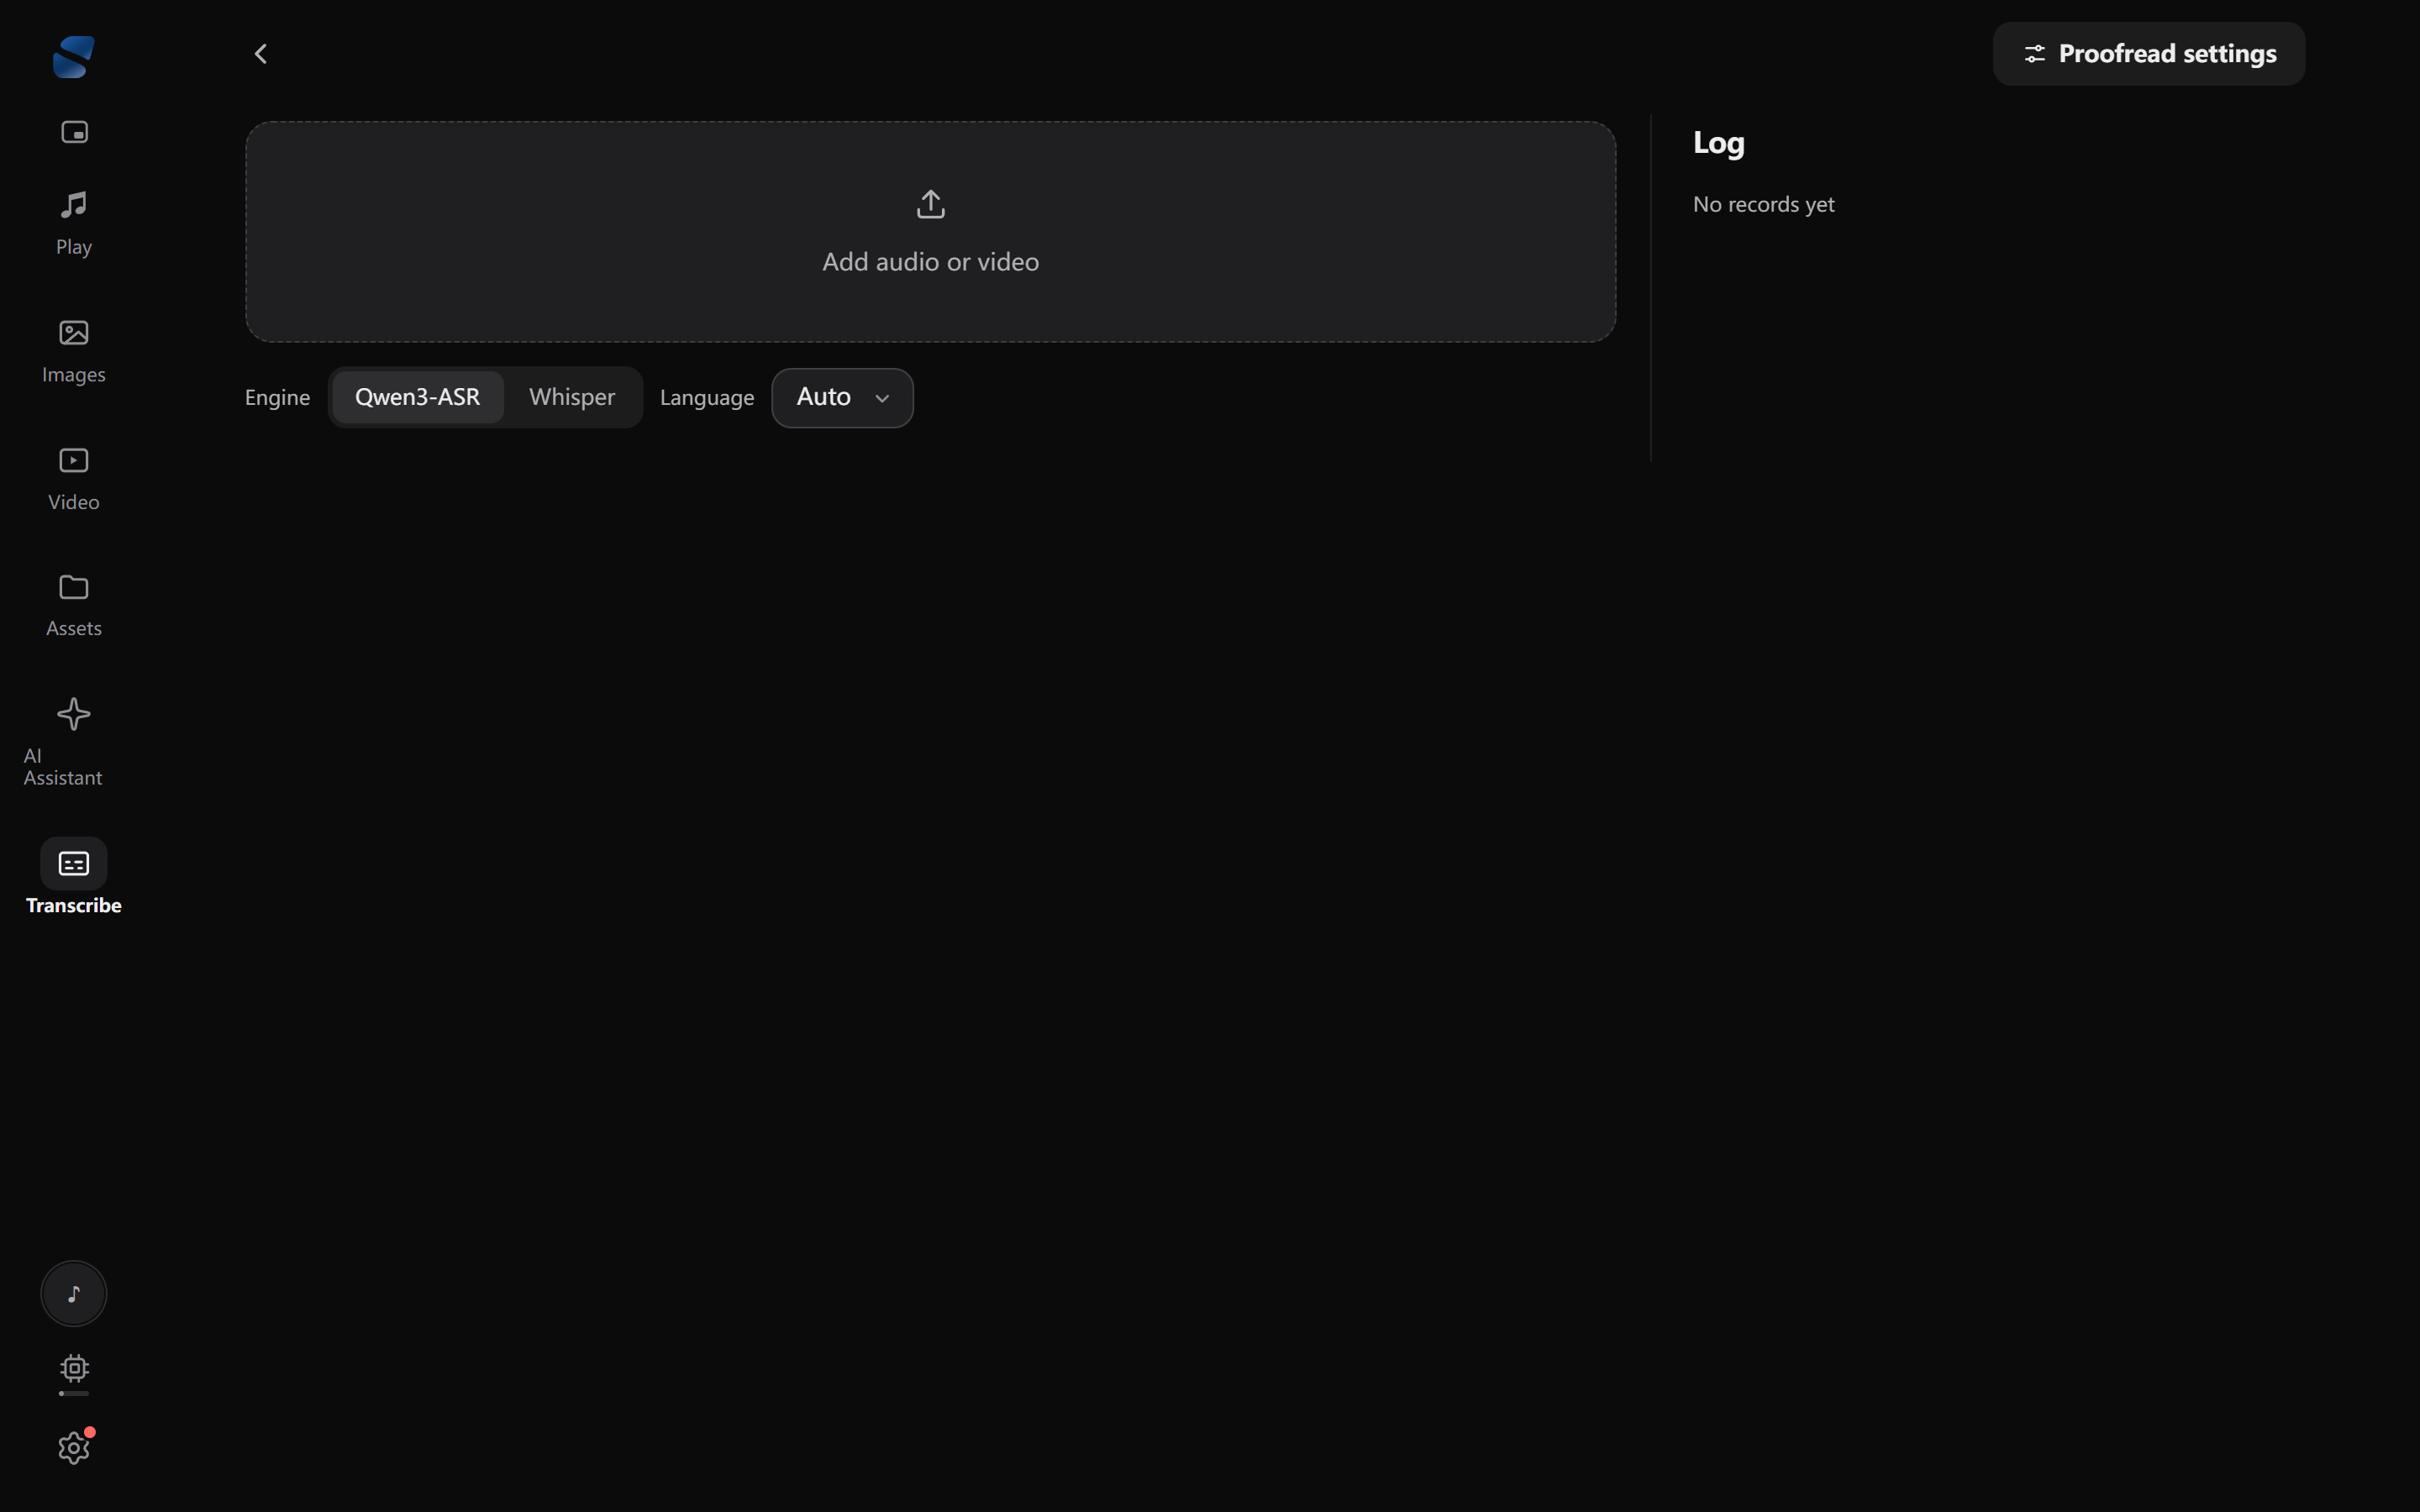 Proofread settings
Play
Images
Video
Assets
AI
Assistant
Transcribe
Add audio or video
Engine
Qwen3-ASR
Whisper
Language
Auto
Log
No records yet